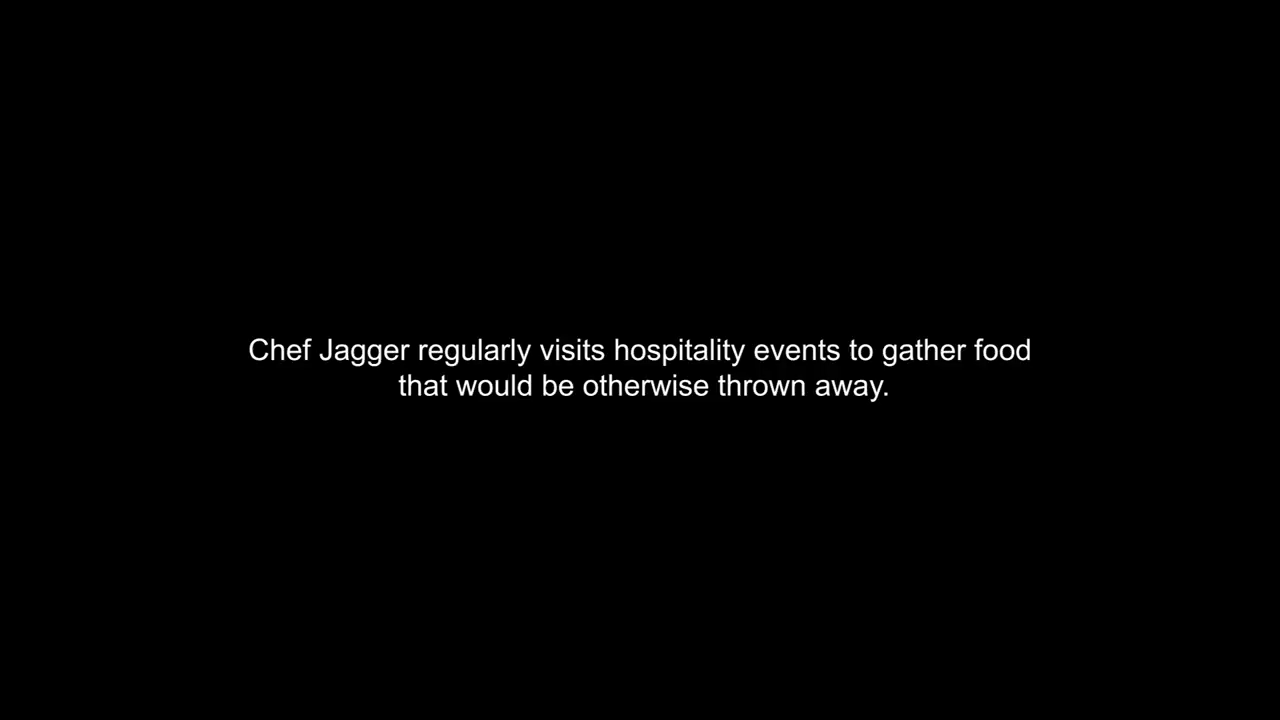 Chef Jagger regularly visits hospitality events to gather food
that would be otherwise thrown away.